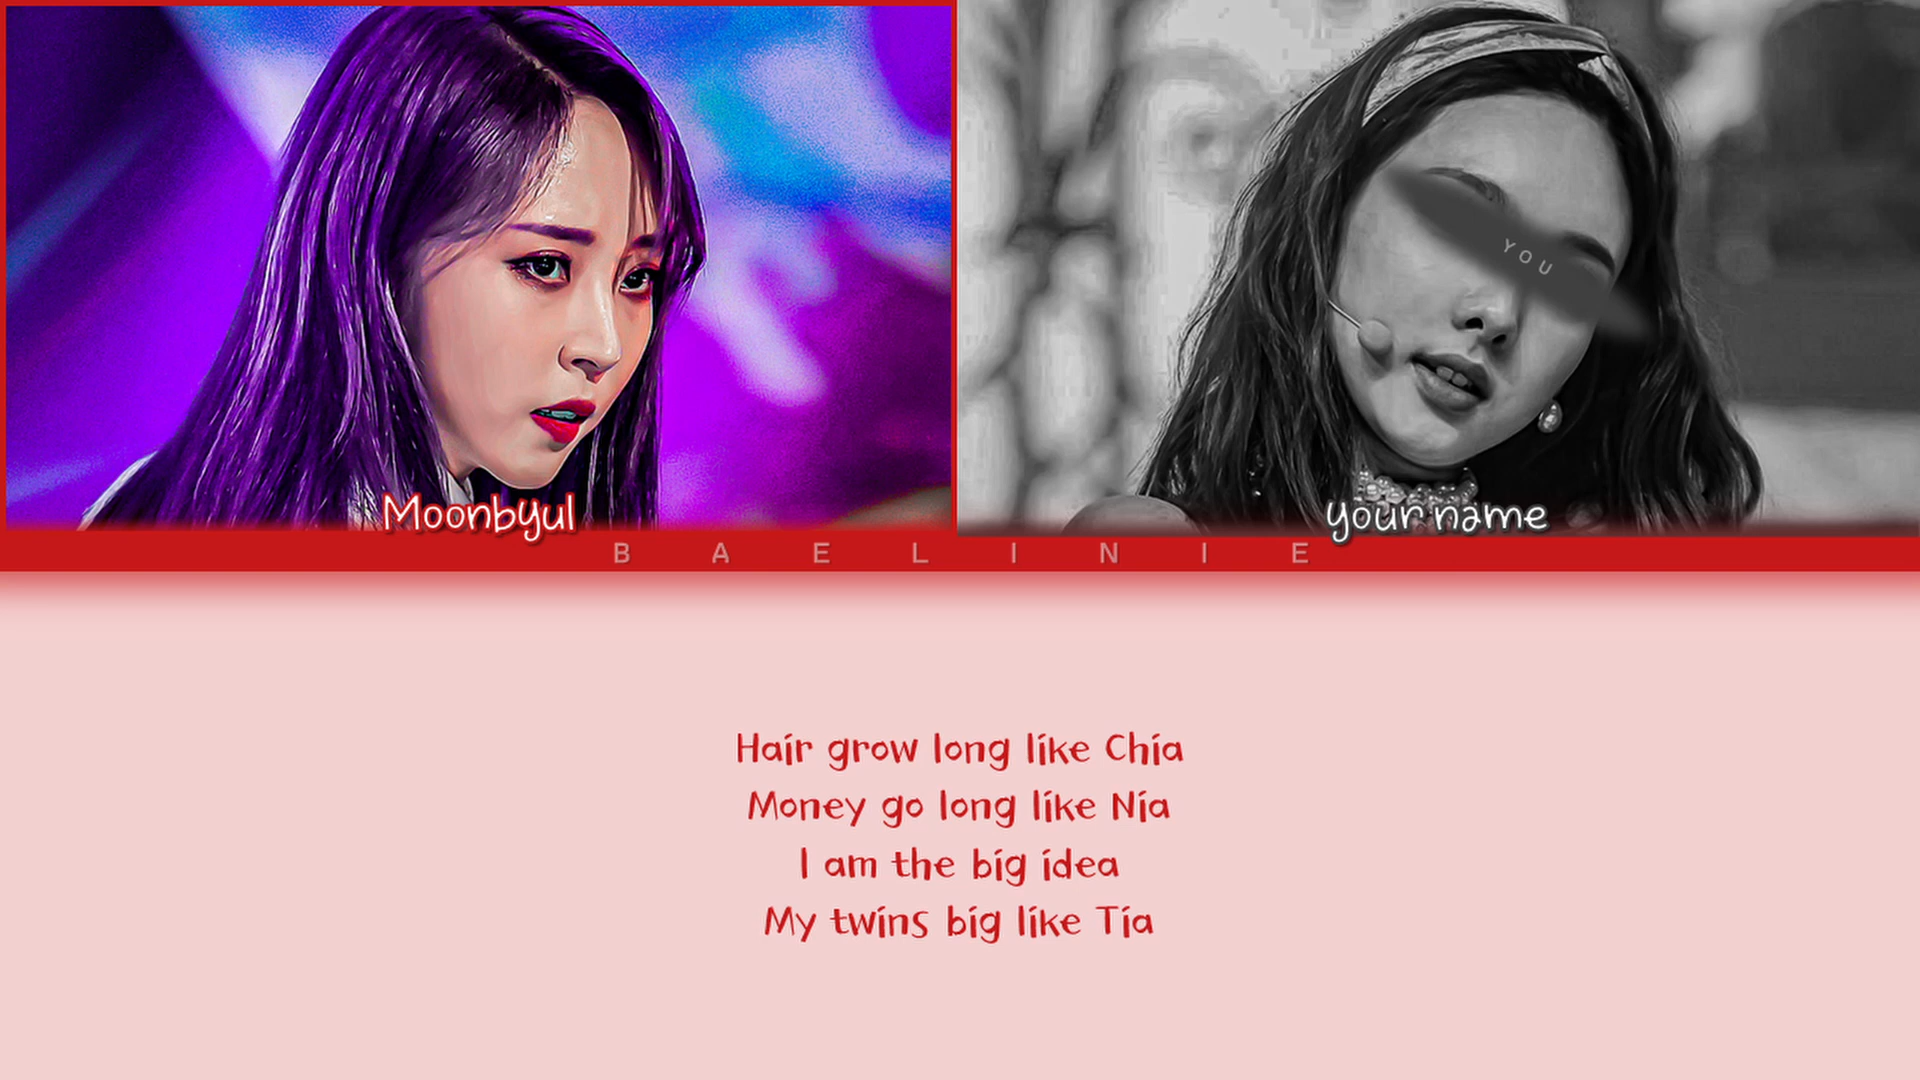 YOU
Moonbyul
your name
BAELINIE
Hair grow long like Chia
Money go long like Nia
I am the big idea
My twins big like Tia